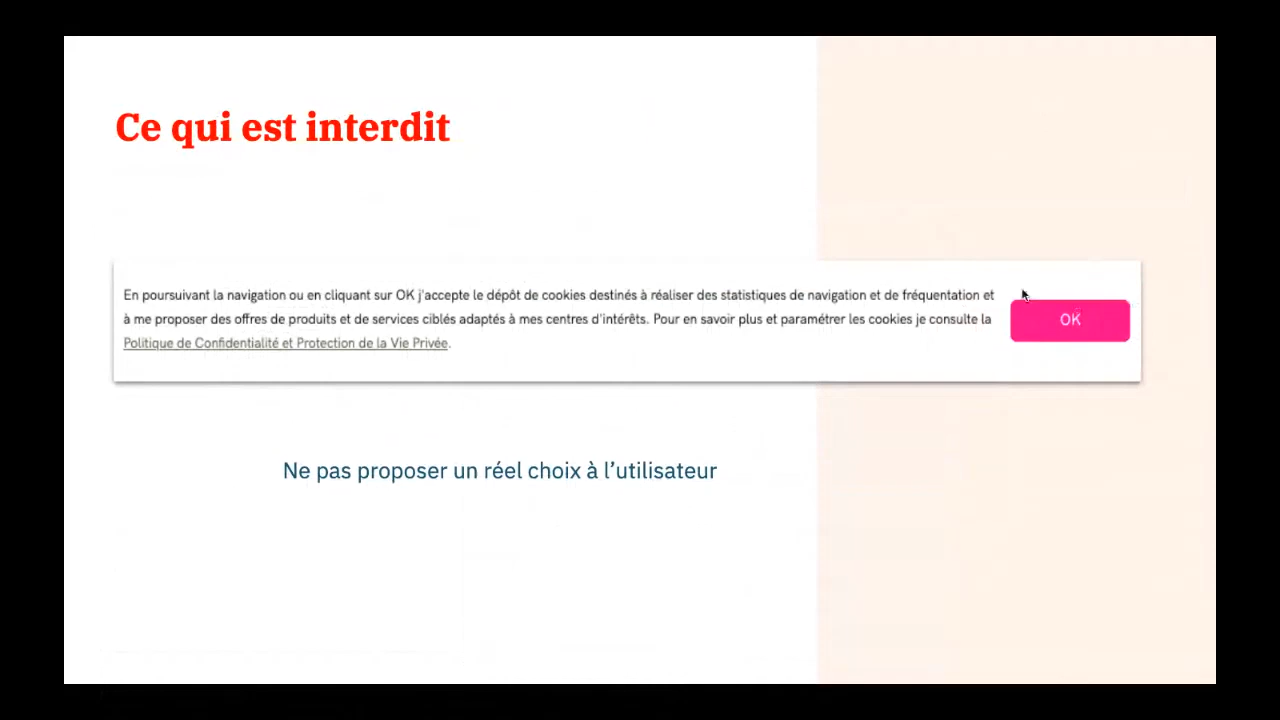 Ce qui est interdit
En poursuivant la navigation ou en cliquant sur OK j'accepte le dépôt de cookies destinés à réaliser des statistiques de navigation et de fréquentation et
à me proposer des offres de produits et de services ciblés adaptés à mes centres d'intérêts. Pour en savoir plus et paramétrer les cookies je consulte la
Politique de Confidentialité et Protection de la Vie Privée.
OK
Ne pas proposer un réel choix à l’utilisateur